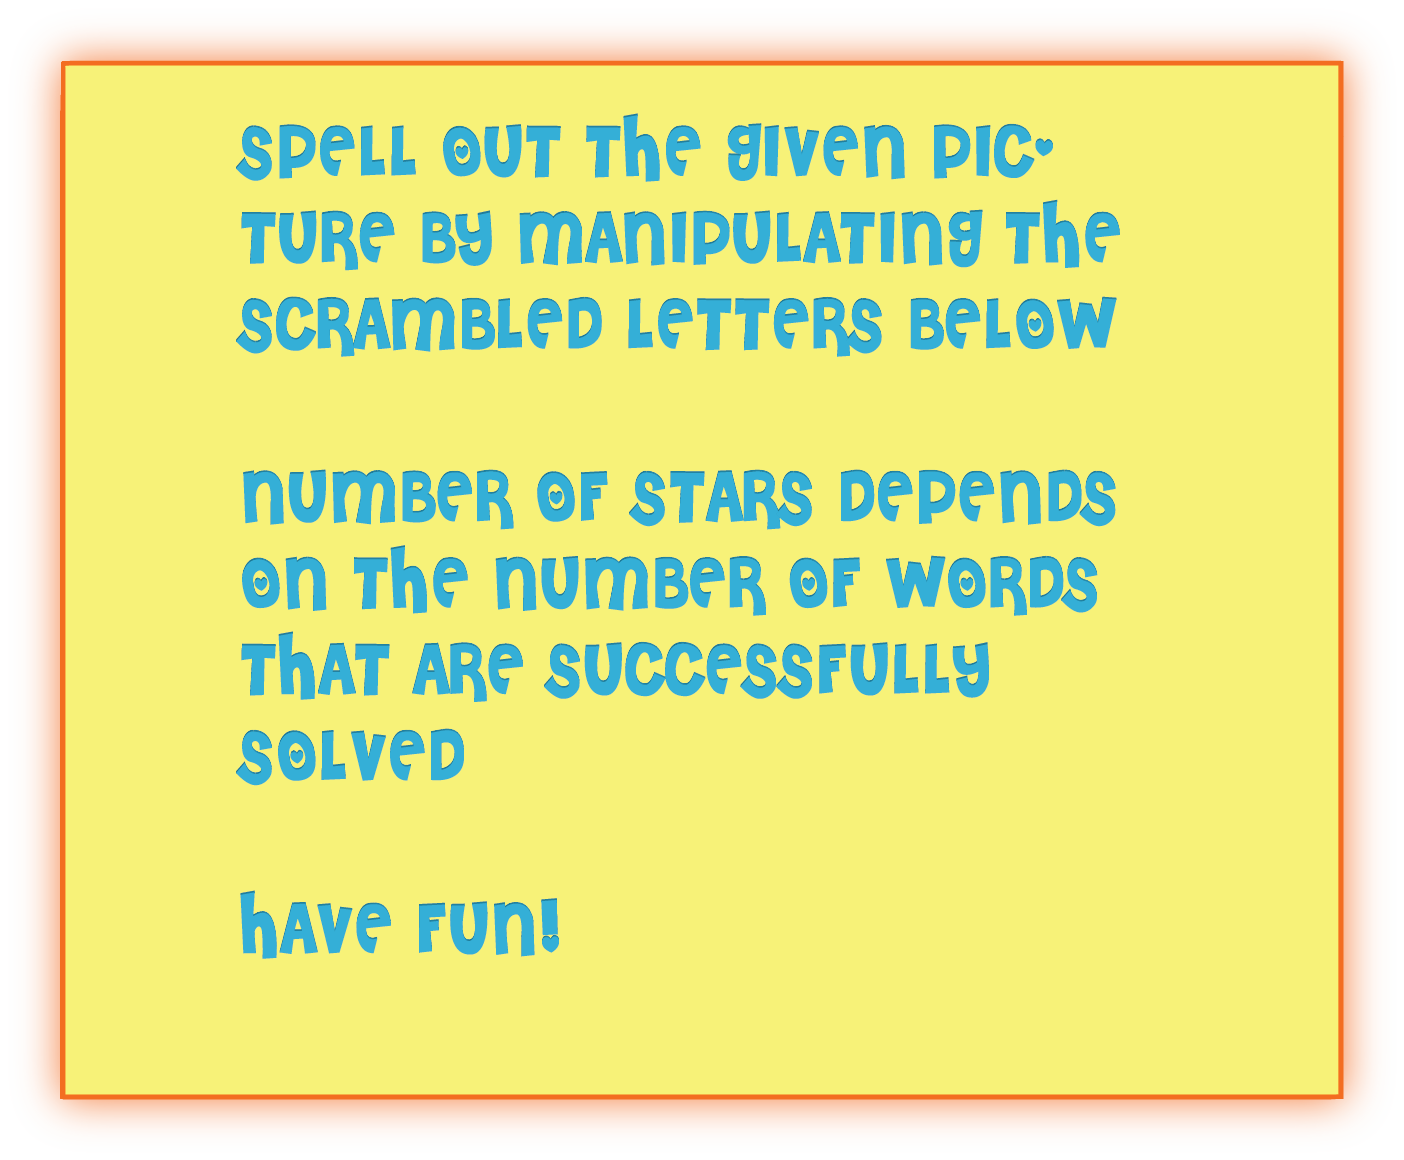 SPELL OUT THE GIVEN PIC-
TURE BY MANIPULATING THE
SCRAMBLED LETTERS BELOW
NUMBER OF STARS DEPENDS
ON THE NUMBER OF WORDS
THAT ARE SUCCESSFULLY
SOLVED
HAVE FUN!